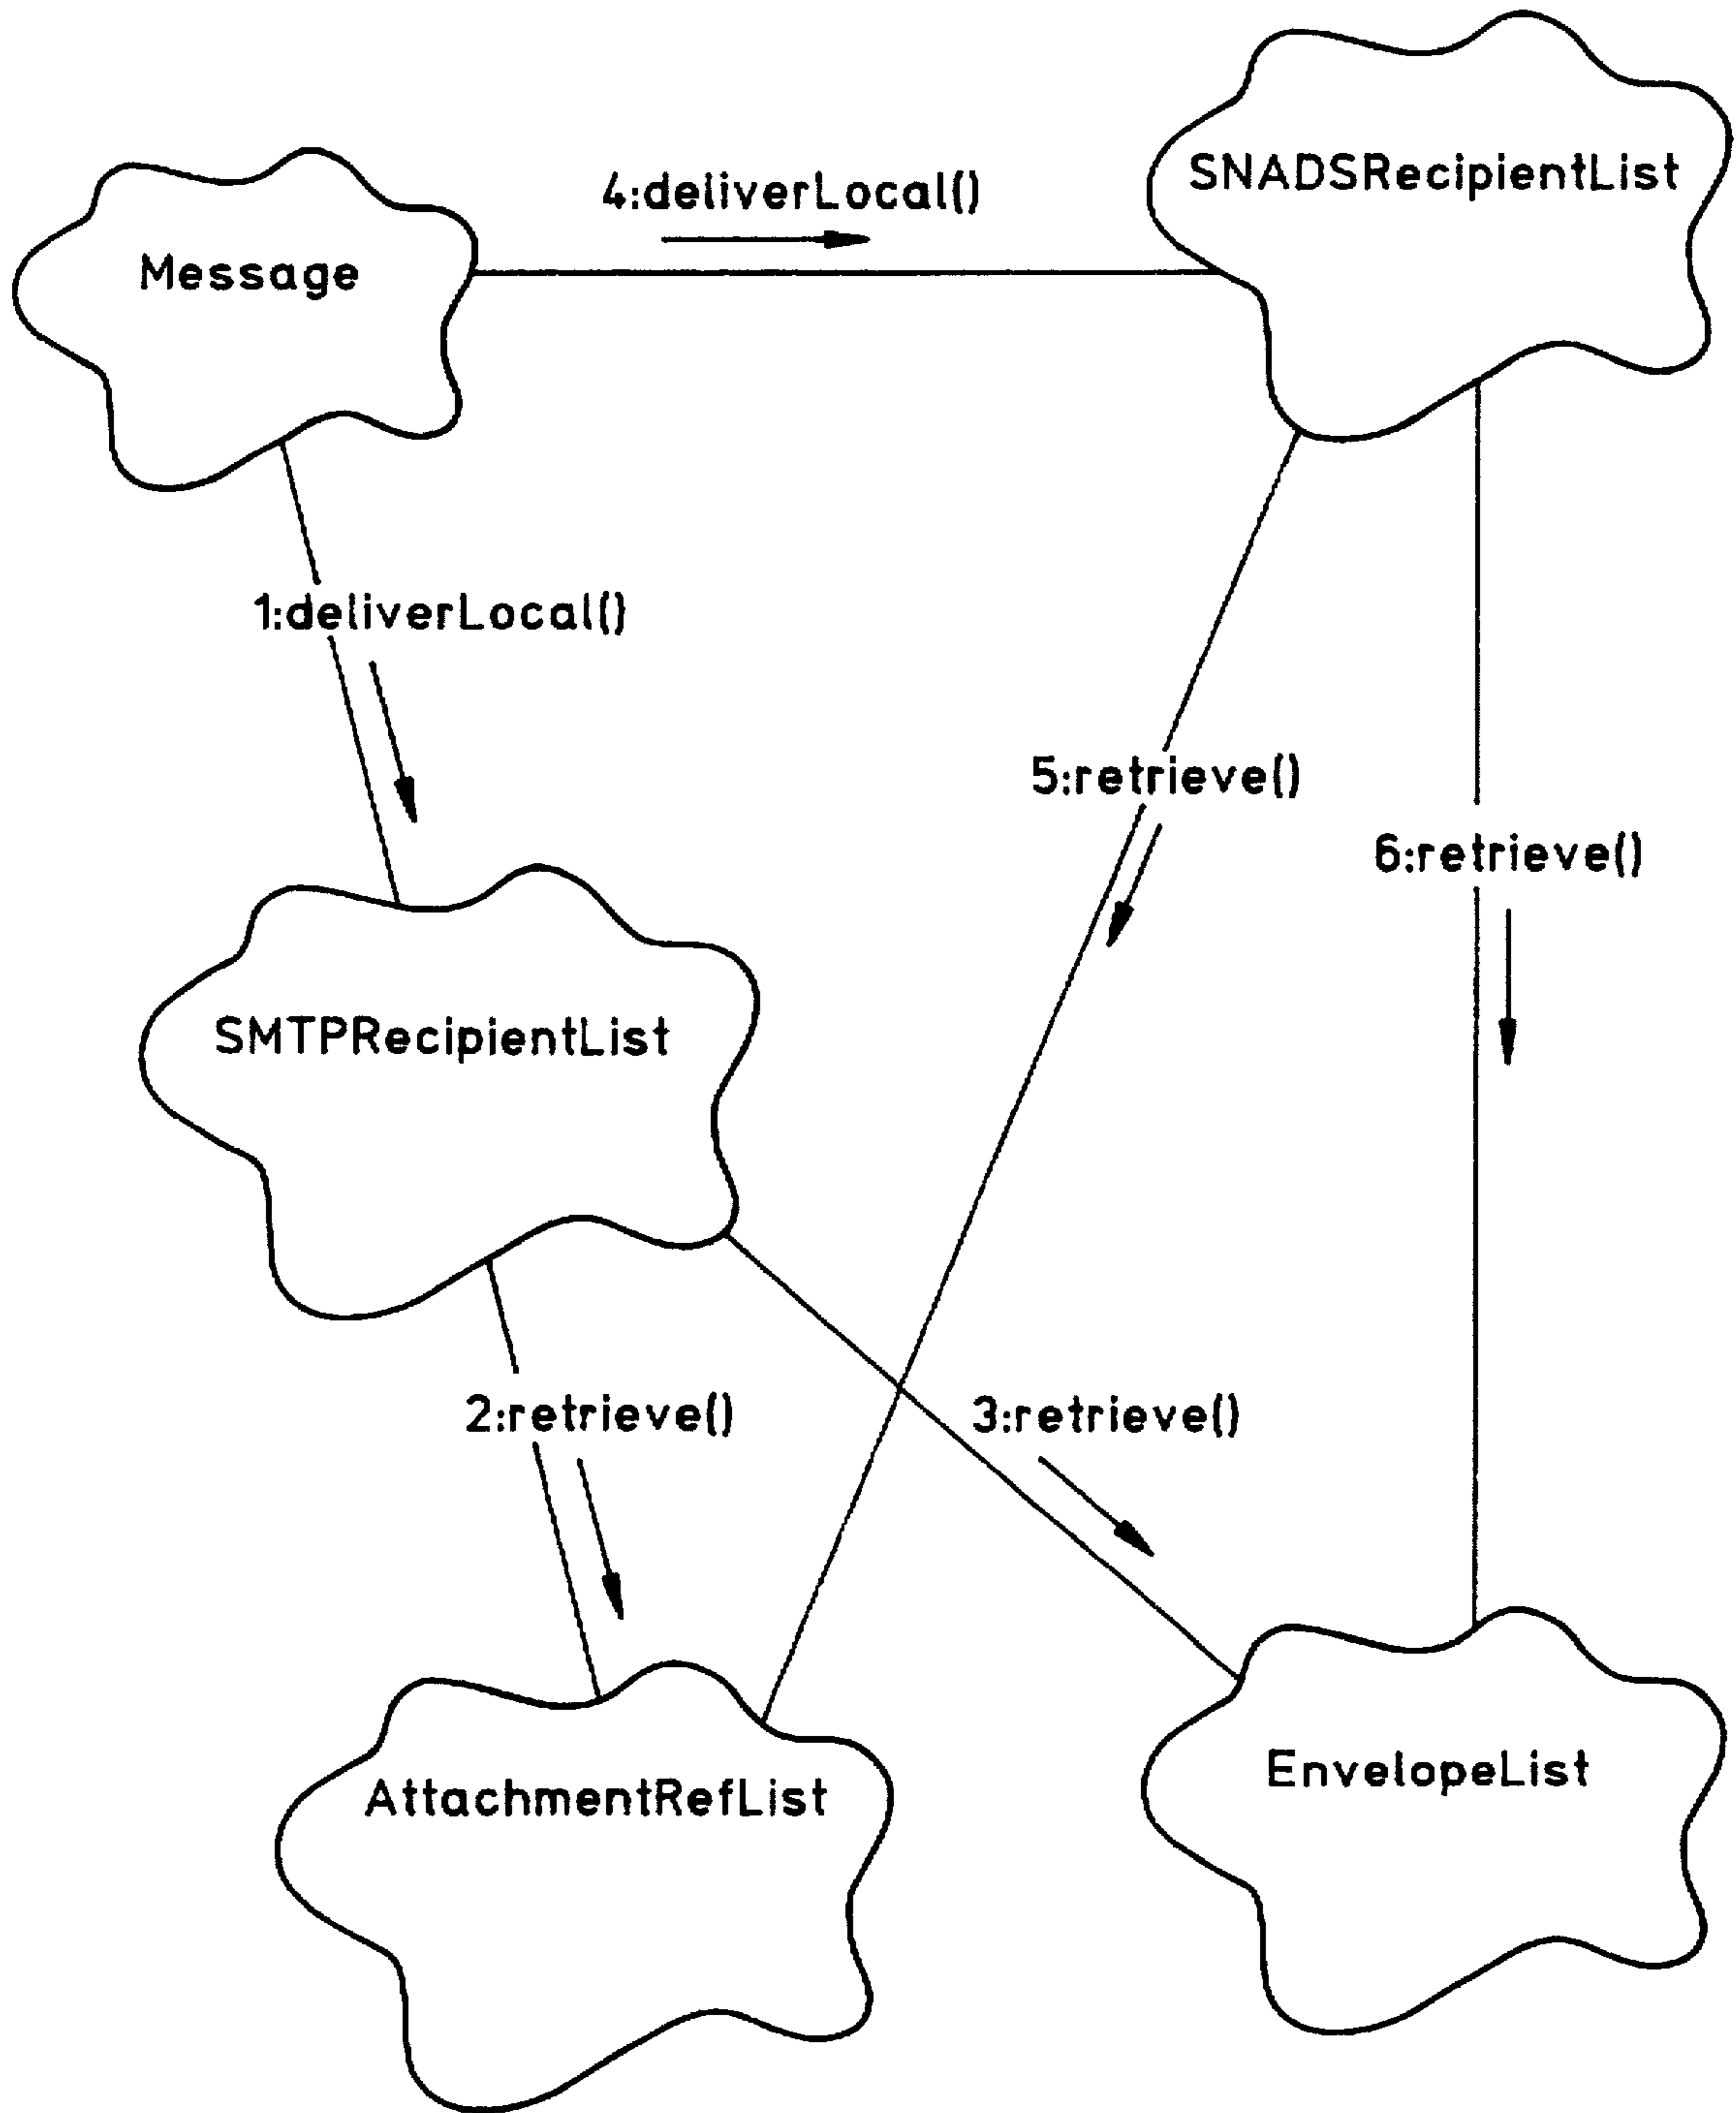 SNADSRecipientList
4:deliverLocal()
Message
1:deliverLocal()
5:retrieve()
6:retrieve()
SMTPRecipientList
2:retrieve()
3:retrieve()
EnvelopeList
AttachmentRefList